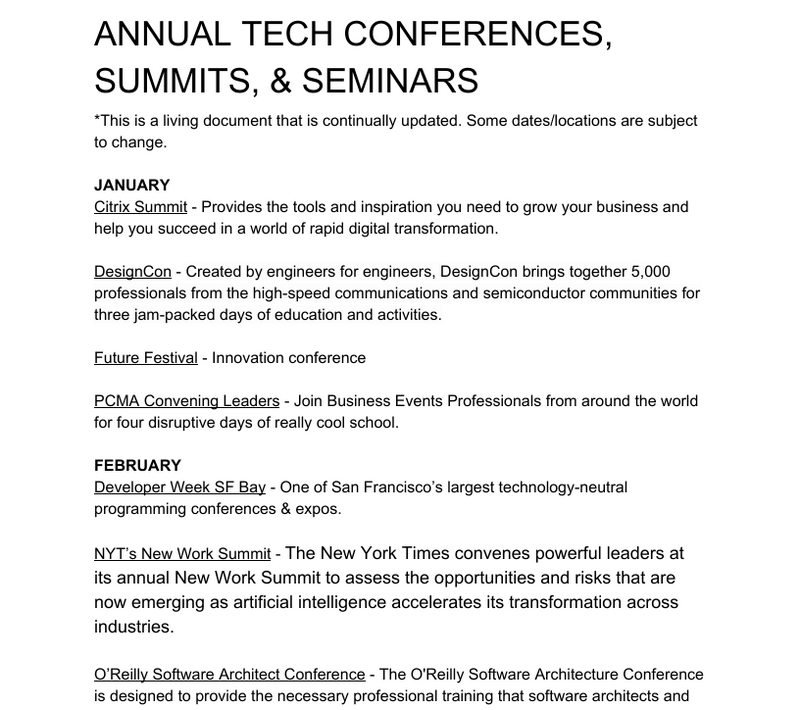 ANNUAL TECH CONFERENCES,
SUMMITS, & SEMINARS
*This is a living document that is continually updated. Some dates/locations are subject
to change.
JANUARY
Citrix Summit - Provides the tools and inspiration you need to grow your business and
help you succeed in a world of rapid digital transformation.
DesignCon - Created by engineers for engineers, DesignCon brings together 5,000
professionals from the high-speed communications and semiconductor communities for
three jam-packed days of education and activities.
Future Festival - Innovation conference
PCMA Convening Leaders - Join Business Events Professionals from around the world
for four disruptive days of really cool school.
FEBRUARY
Developer Week SF Bay - One of San Francisco’s largest technology-neutral
programming conferences & expos.
NYT’s New Work Summit - The New York Times convenes powerful leaders at
its annual New Work Summit to assess the opportunities and risks that are
now emerging as artificial intelligence accelerates its transformation across
industries.
O’Reilly Software Architect Conference - The O'Reilly Software Architecture Conference
is designed to provide the necessary professional training that software architects and